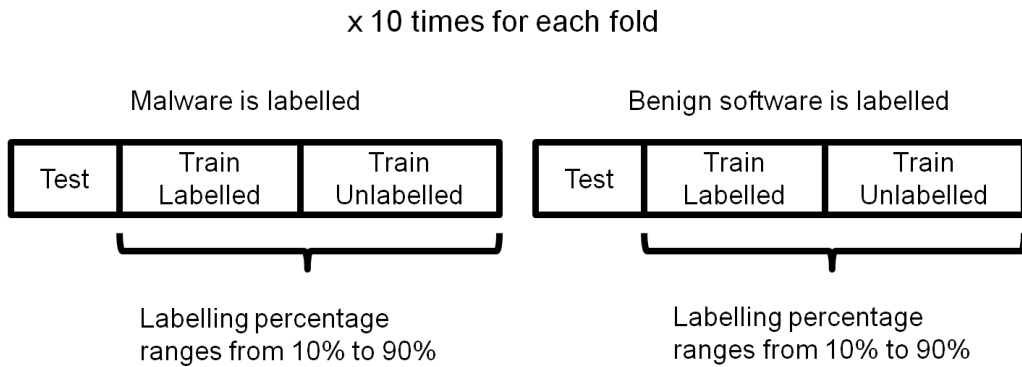 x 10 times for each fold
Malware is labelled
Test
Train
Labelled
Train
Unlabelled
Labelling percentage
ranges from 10% to 90%
Benign software is labelled
Test
Train
Labelled
Train
Unlabelled
Labelling percentage
ranges from 10% to 90%